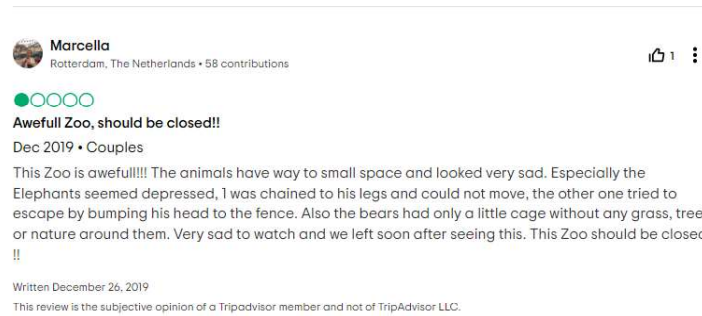 Marcella
Rotterdam, The Netherlands • 58 contributions
1
Awefull Zoo, should be closed!!
Dec 2019 • Couples
This Zoo is awefull!!! The animals have way to small space and looked very sad. Especially the
Elephants seemed depressed, 1 was chained to his legs and could not move, the other one tried to
escape by bumping his head to the fence. Also the bears had only a little cage without any grass, tree
or nature around them. Very sad to watch and we left soon after seeing this. This Zoo should be closed
!!
Written December 26, 2019
This review is the subjective opinion of a Tripadvisor member and not of TripAdvisor LLC.